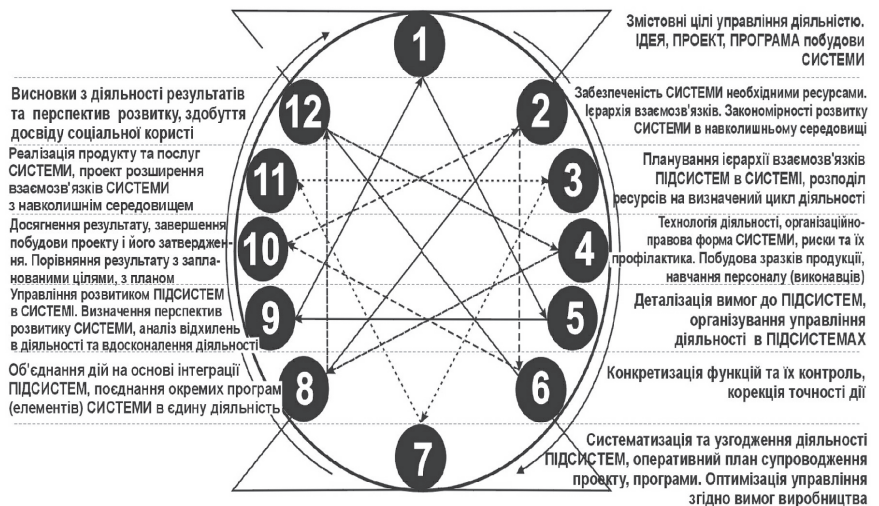 1
Змістовні цілі управління діяльністю.
ІДЕЯ, ПРОЕКТ, ПРОГРАМА побудови
СИСТЕМИ
2
Забезпеченість СИСТЕМИ необхідними ресурсами.
Ієрархія взаємозв'язків. Закономірності розвитку
СИСТЕМИ в навколишньому середовищі
3
Планування ієрархії взаємозв'язків
ПІДСИСТЕМ в СИСТЕМІ, розподіл
ресурсів на визначений цикл діяльності
4
Технологія діяльності, організаційно-
правова форма СИСТЕМИ, риски та їх
профілактика. Побудова зразків продукції,
навчання персоналу (виконавців)
5
Деталізація вимог до ПІДСИСТЕМ,
організування управління
діяльності в ПІДСИСТЕМАХ
6
Конкретизація функцій та їх контроль,
корекція точності дії
7
Систематизація та узгодження діяльності
ПІДСИСТЕМ, оперативний план супроводження
проекту, програми. Оптимізація управління
згідно вимог виробництва
8
Об'єднання дій на основі інтеграції
ПІДСИСТЕМ, поєднання окремих програм
(елементів) СИСТЕМИ в єдину діяльність
9
Управління розвитком ПІДСИСТЕМ
в СИСТЕМІ. Визначення перспектив
розвитку СИСТЕМИ, аналіз відхилень
в діяльності та вдосконалення діяльності
10
Досягнення результату, завершення
побудови проекту і його затверджен-
ня. Порівняння результату з запла-
нованими цілями, з планом
11
Реалізація продукту та послуг
СИСТЕМИ, проект розширення
взаємозв'язків СИСТЕМИ
з навколишнім середовищем
12
Висновки з діяльності результатів
та перспектив розвитку, здобуття
досвіду соціальної користі